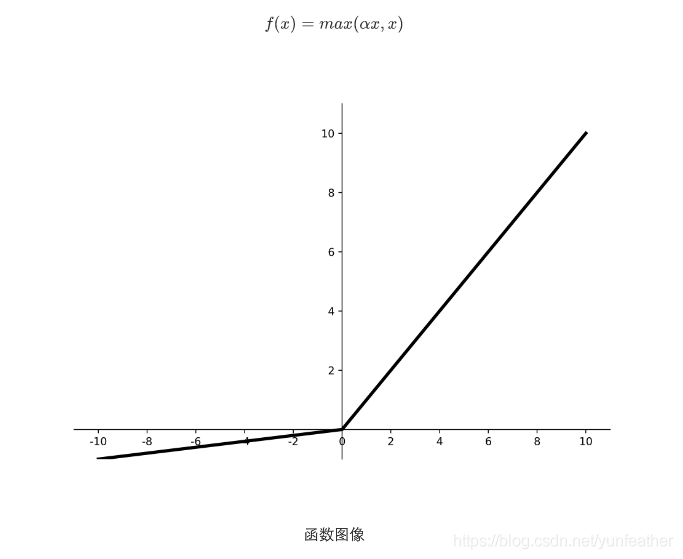 f(x) = max(αx, x)
10
8
6
4
2
-10 -8 -6 -4 -2 0 2 4 6 8 10
函数图像
https://blog.csdn.net/yunfeather